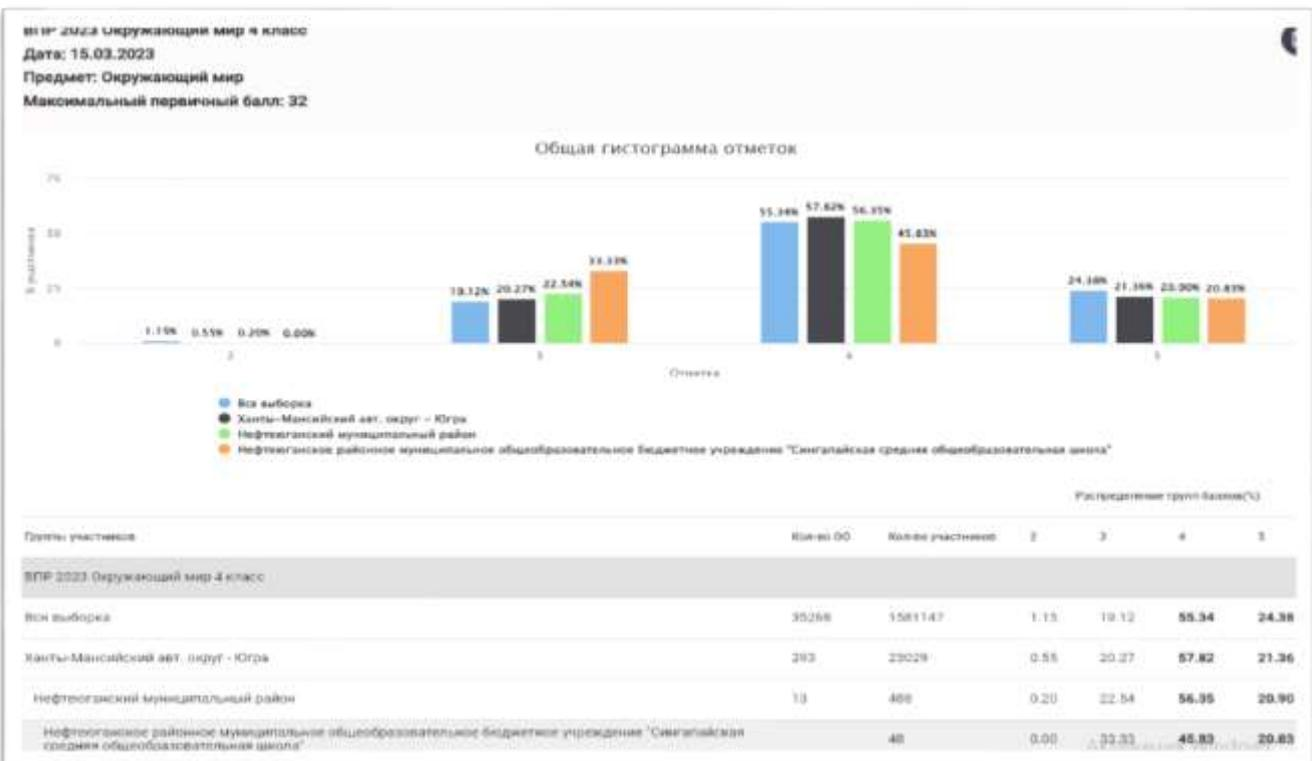 ВПР 2023 Окружающий мир 4 класс
Дата: 15.03.2023
Предмет: Окружающий мир
Максимальный первичный балл: 32
Общая гистограмма отметок
% участников
75
50
25
0
1.15% 0.55% 0.20% 0.00%
19.12% 20.27% 22.54% 33.33%
55.34% 57.82% 56.35% 45.83%
24.38% 21.36% 20.90% 20.83%
2 3 4 5
Отметка
Вся выборка
Ханты-Мансийский авт. округ – Югра
Нефтеюганский муниципальный район
Нефтеюганское районное муниципальное общеобразовательное бюджетное учреждение "Сингапайская средняя общеобразовательная школа"
Распределение групп баллов(%)
Группы участников Кол-во ОО Кол-во участников 2 3 4 5
ВПР 2023 Окружающий мир 4 класс
Вся выборка 35266 1581147 1.15 19.12 55.34 24.38
Ханты-Мансийский авт. округ - Югра 293 23029 0.55 20.27 57.82 21.36
Нефтеюганский муниципальный район 13 488 0.20 22.54 56.35 20.90
Нефтеюганское районное муниципальное общеобразовательное бюджетное учреждение "Сингапайская
средняя общеобразовательная школа" 48 0.00 33.33 45.83 20.83